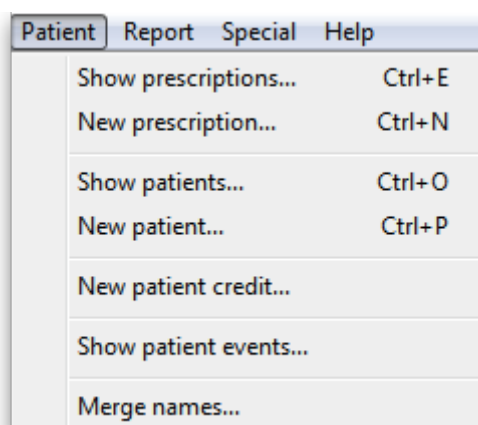 Patient Report Special Help
Show prescriptions... Ctrl+E
New prescription... Ctrl+N
Show patients... Ctrl+O
New patient... Ctrl+P
New patient credit...
Show patient events...
Merge names...